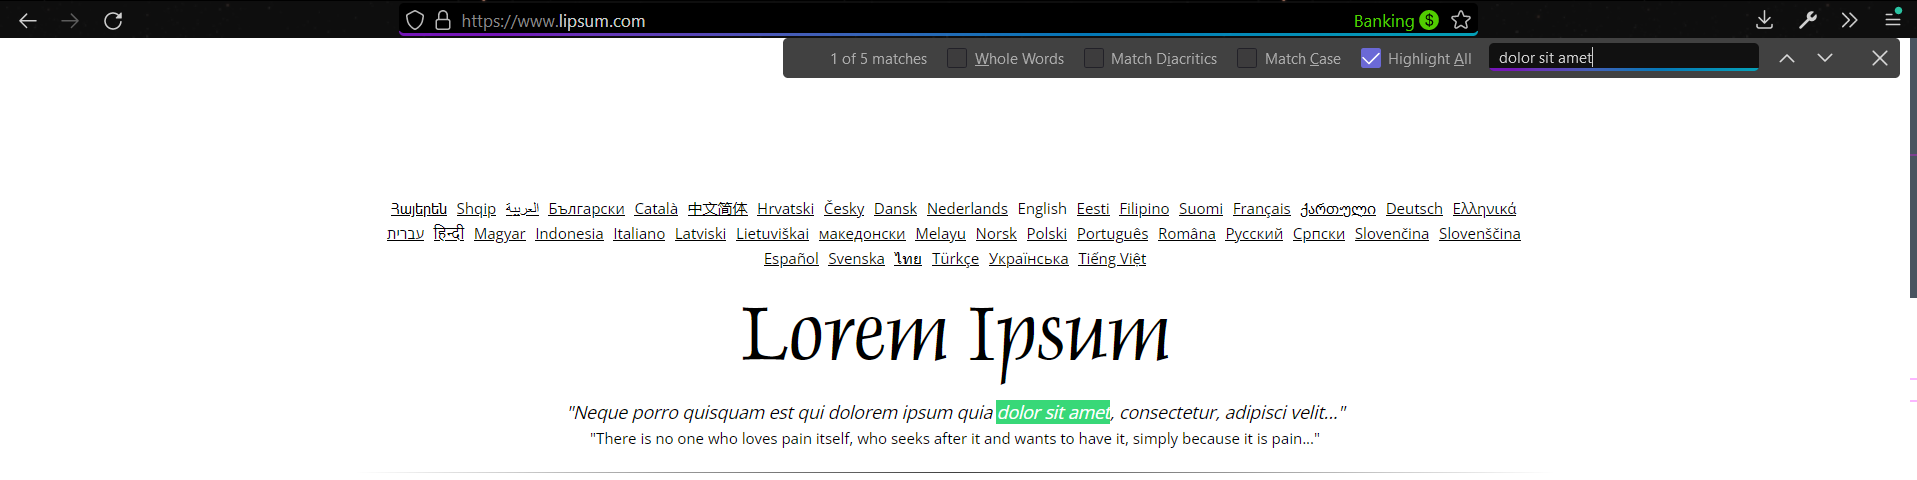 https://www.lipsum.com Banking $
1 of 5 matches Whole Words Match Diacritics Match Case Highlight All dolor sit amet
Հայերեն Shqip العربية Български Català 中文简体 Hrvatski Česky Dansk Nederlands English Eesti Filipino Suomi Français ქართული Deutsch Ελληνικά
עברית हिन्दी Magyar Indonesia Italiano Latviski Lietuviškai македонски Melayu Norsk Polski Português Româna Русский Српски Slovenčina Slovenščina
Español Svenska ไทย Türkçe Українська Tiếng Việt
Lorem Ipsum
"Neque porro quisquam est qui dolorem ipsum quia dolor sit amet, consectetur, adipisci velit..."
"There is no one who loves pain itself, who seeks after it and wants to have it, simply because it is pain..."